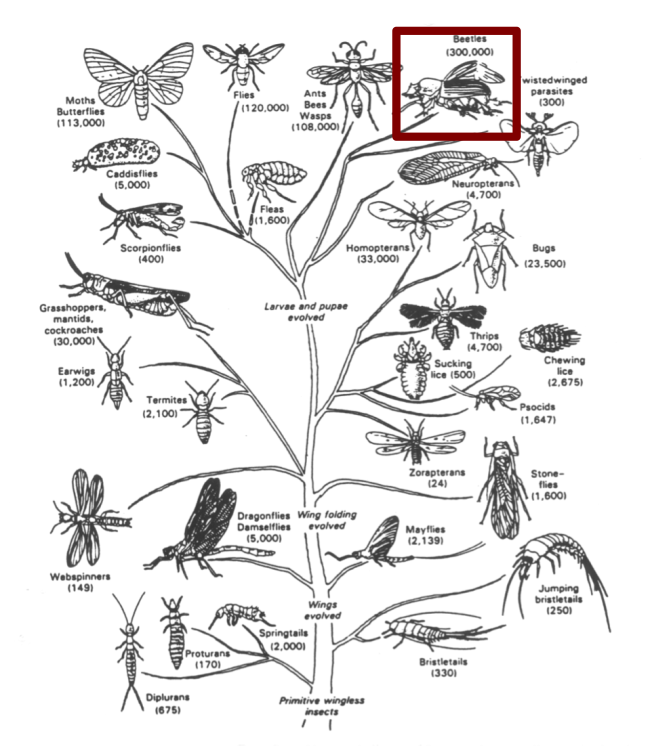 Beetles
(300,000)
Moths
Butterflies
(113,000)
Flies
(120,000)
Ants
Bees
Wasps
(108,000)
wistedwinged
parasites
(300)
Caddisflies
(5,000)
Fleas
(1,600)
Neuropterans
(4,700)
Scorpionflies
(400)
Homopterans
(33,000)
Bugs
(23,500)
Larvae and pupae
evolved
Grasshoppers,
mantids,
cockroaches
(30,000)
Thrips
(4,700)
Earwigs
(1,200)
Sucking
lice (500)
Chewing
lice
(2,675)
Termites
(2,100)
Psocids
(1,647)
Zorapterans
(24)
Stone-
flies
(1,600)
Dragonflies
Damselflies
(5,000)
Wing folding
evolved
Mayflies
(2,139)
Webspinners
(149)
Jumping
bristletails
(250)
Wings
evolved
Springtails
(2,000)
Proturans
(170)
Bristletails
(330)
Diplurans
(675)
Primitive wingless
insects